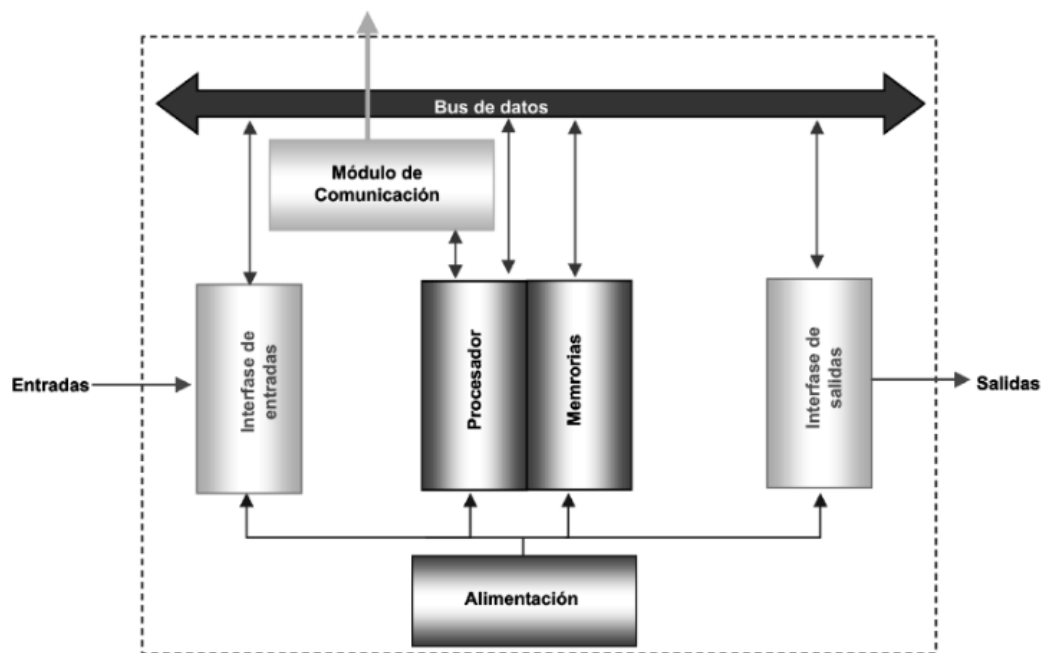 Bus de datos
Módulo de
Comunicación
Interfase de
entradas
Procesador
Memrorias
Interfase de
salidas
Entradas
Salidas
Alimentación